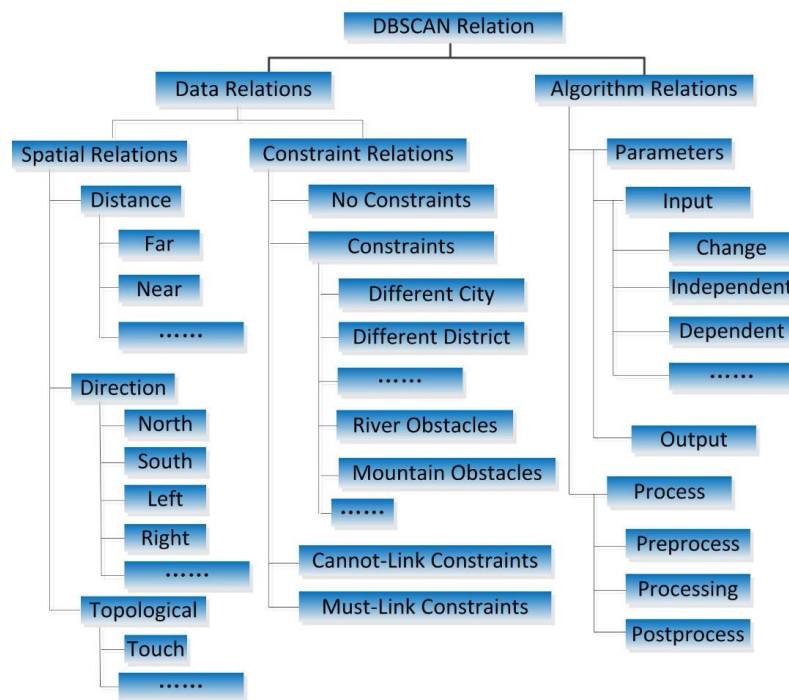 DBSCAN Relation
Data Relations
Algorithm Relations
Spatial Relations
Constraint Relations
Parameters
Distance
No Constraints
Input
Far
Constraints
Change
Near
Different City
Independent
……
Different District
Dependent
……
……
Direction
North
River Obstacles
Output
South
Mountain Obstacles
Left
……
Process
Right
Preprocess
……
Cannot-Link Constraints
Processing
Topological
Must-Link Constraints
Postprocess
Touch
……